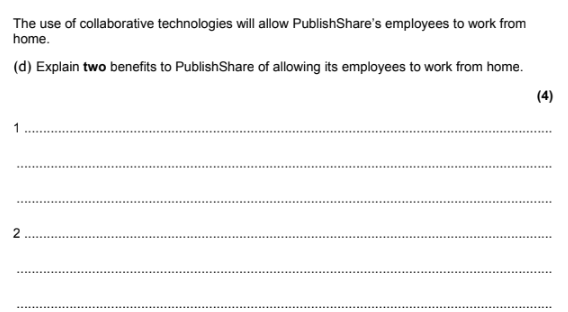 The use of collaborative technologies will allow PublishShare's employees to work from
home.
(d) Explain two benefits to PublishShare of allowing its employees to work from home.
(4)
1 ..........................................................................................................................................
..........................................................................................................................................
..........................................................................................................................................
2 ..........................................................................................................................................
..........................................................................................................................................
..........................................................................................................................................